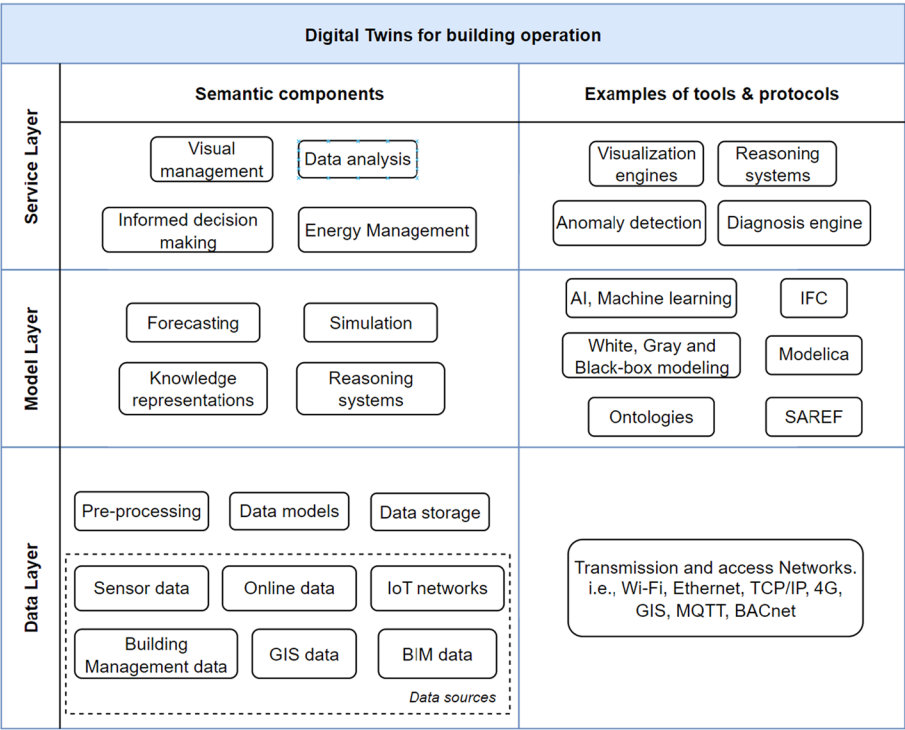 Digital Twins for building operation
Semantic components
Examples of tools & protocols
Service Layer
Visual
management
Data analysis
Informed decision
making
Energy Management
Visualization
engines
Reasoning
systems
Anomaly detection
Diagnosis engine
Model Layer
Forecasting
Simulation
Knowledge
representations
Reasoning
systems
AI, Machine learning
IFC
White, Gray and
Black-box modeling
Modelica
Ontologies
SAREF
Data Layer
Pre-processing
Data models
Data storage
Sensor data
Online data
IoT networks
Building
Management data
GIS data
BIM data
Data sources
Transmission and access Networks.
i.e., Wi-Fi, Ethernet, TCP/IP, 4G,
GIS, MQTT, BACnet